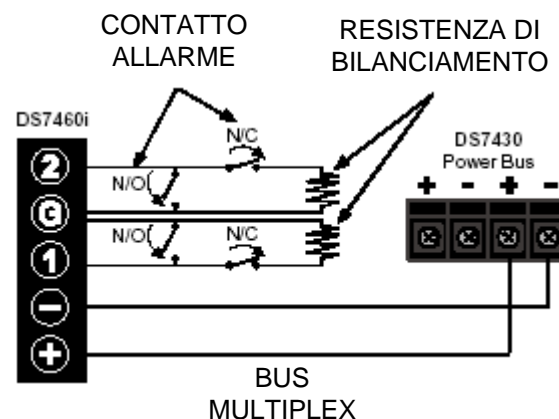 CONTATTO
ALLARME
RESISTENZA DI
BILANCIAMENTO
DS7460i
N/C
DS7430
Power Bus
+ - + -
2
N/O
C
N/O
N/C
1
-
+
BUS
MULTIPLEX